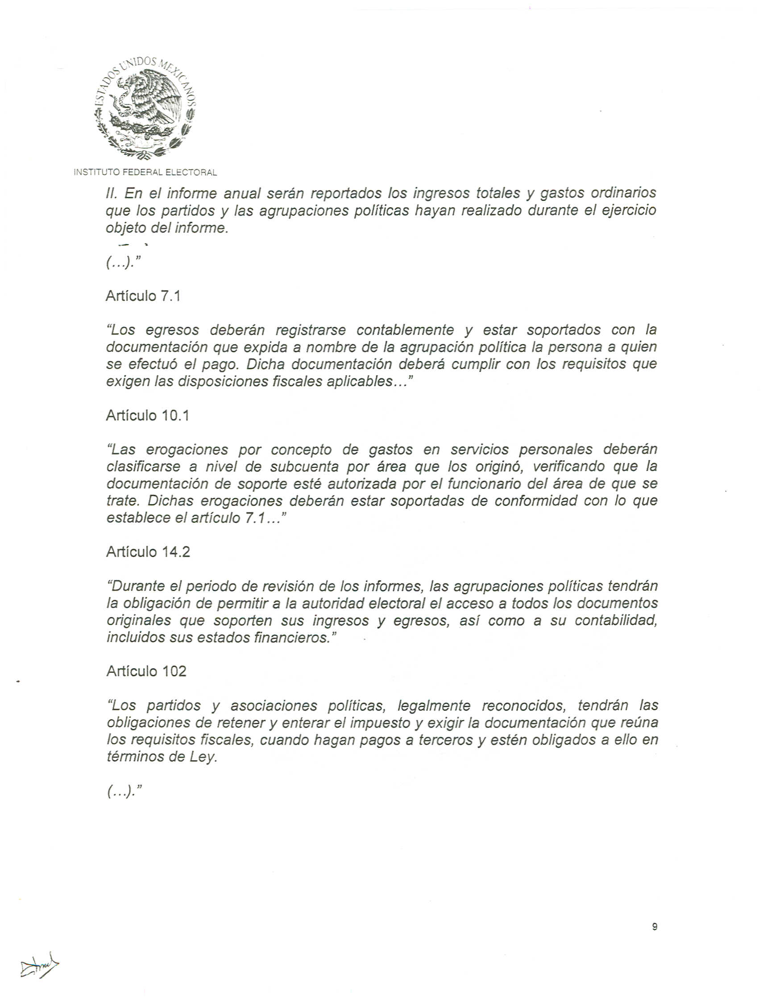 ESTADOS UNIDOS MEXICANOS
INSTITUTO FEDERAL ELECTORAL
II. En el informe anual serán reportados los ingresos totales y gastos ordinarios
que los partidos y las agrupaciones políticas hayan realizado durante el ejercicio
objeto del informe.
(...)."
Artículo 7.1
“Los egresos deberán registrarse contablemente y estar soportados con la
documentación que expida a nombre de la agrupación política la persona a quien
se efectuó el pago. Dicha documentación deberá cumplir con los requisitos que
exigen las disposiciones fiscales aplicables...”
Artículo 10.1
“Las erogaciones por concepto de gastos en servicios personales deberán
clasificarse a nivel de subcuenta por área que los originó, verificando que la
documentación de soporte esté autorizada por el funcionario del área de que se
trate. Dichas erogaciones deberán estar soportadas de conformidad con lo que
establece el artículo 7.1...”
Artículo 14.2
“Durante el periodo de revisión de los informes, las agrupaciones políticas tendrán
la obligación de permitir a la autoridad electoral el acceso a todos los documentos
originales que soporten sus ingresos y egresos, así como a su contabilidad,
incluidos sus estados financieros.”
Artículo 102
“Los partidos y asociaciones políticas, legalmente reconocidos, tendrán las
obligaciones de retener y enterar el impuesto y exigir la documentación que reúna
los requisitos fiscales, cuando hagan pagos a terceros y estén obligados a ello en
términos de Ley.
(...).”
9